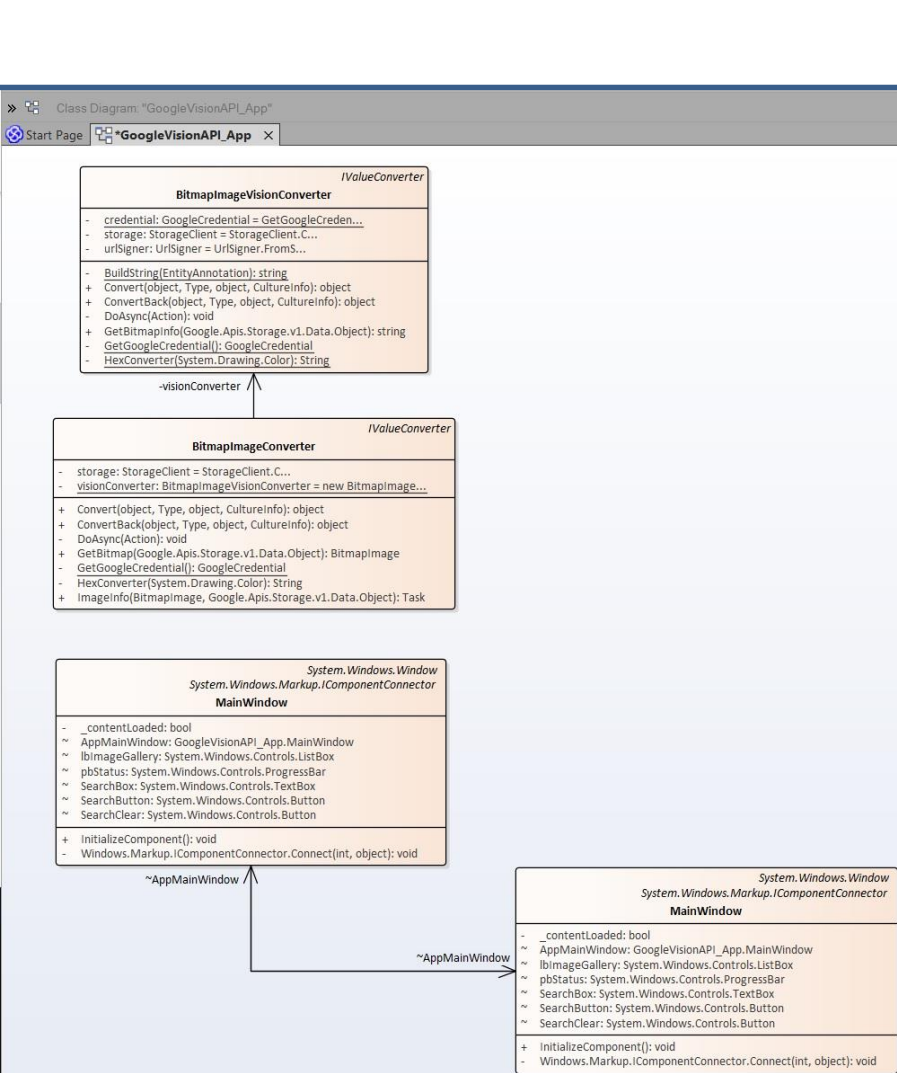 Class Diagram: "GoogleVisionAPI_App"
Start Page *GoogleVisionAPI_App
IValueConverter
BitmapImageVisionConverter
- credential: GoogleCredential = GetGoogleCreden...
- storage: StorageClient = StorageClient.C...
- urlSigner: UrlSigner = UrlSigner.FromS...
- BuildString(EntityAnnotation): string
+ Convert(object, Type, object, CultureInfo): object
+ ConvertBack(object, Type, object, CultureInfo): object
- DoAsync(Action): void
+ GetBitmapInfo(Google.Apis.Storage.v1.Data.Object): string
- GetGoogleCredential(): GoogleCredential
- HexConverter(System.Drawing.Color): String
-visionConverter
IValueConverter
BitmapImageConverter
- storage: StorageClient = StorageClient.C...
- visionConverter: BitmapImageVisionConverter = new BitmapImage...
+ Convert(object, Type, object, CultureInfo): object
+ ConvertBack(object, Type, object, CultureInfo): object
- DoAsync(Action): void
+ GetBitmap(Google.Apis.Storage.v1.Data.Object): BitmapImage
- GetGoogleCredential(): GoogleCredential
- HexConverter(System.Drawing.Color): String
+ ImageInfo(BitmapImage, Google.Apis.Storage.v1.Data.Object): Task
System.Windows.Window
System.Windows.Markup.IComponentConnector
MainWindow
- _contentLoaded: bool
~ AppMainWindow: GoogleVisionAPI_App.MainWindow
~ lbImageGallery: System.Windows.Controls.ListBox
~ pbStatus: System.Windows.Controls.ProgressBar
~ SearchBox: System.Windows.Controls.TextBox
~ SearchButton: System.Windows.Controls.Button
~ SearchClear: System.Windows.Controls.Button
+ InitializeComponent(): void
- Windows.Markup.IComponentConnector.Connect(int, object): void
~AppMainWindow
~AppMainWindow
System.Windows.Window
System.Windows.Markup.IComponentConnector
MainWindow
- _contentLoaded: bool
~ AppMainWindow: GoogleVisionAPI_App.MainWindow
~ lbImageGallery: System.Windows.Controls.ListBox
~ pbStatus: System.Windows.Controls.ProgressBar
~ SearchBox: System.Windows.Controls.TextBox
~ SearchButton: System.Windows.Controls.Button
~ SearchClear: System.Windows.Controls.Button
+ InitializeComponent(): void
- Windows.Markup.IComponentConnector.Connect(int, object): void